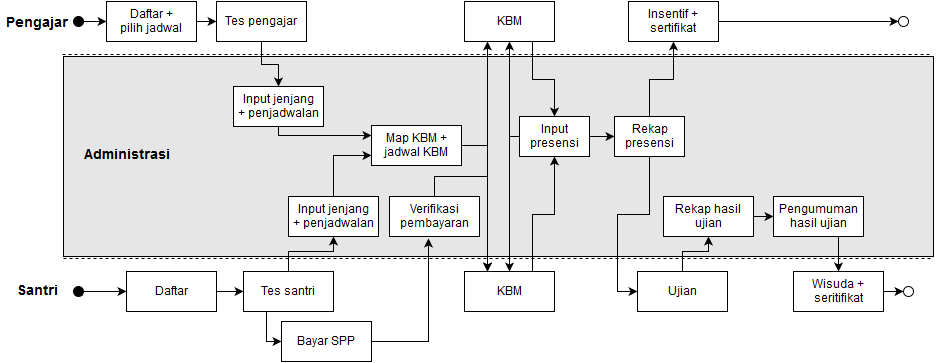 Pengajar
Daftar +
pilih jadwal
Tes pengajar
KBM
Insentif +
sertifikat
Input jenjang
+ penjadwalan
Administrasi
Map KBM +
jadwal KBM
Input
presensi
Rekap
presensi
Input jenjang
+ penjadwalan
Verifikasi
pembayaran
Rekap hasil
ujian
Pengumuman
hasil ujian
Santri
Daftar
Tes santri
KBM
Ujian
Wisuda +
seritifikat
Bayar SPP